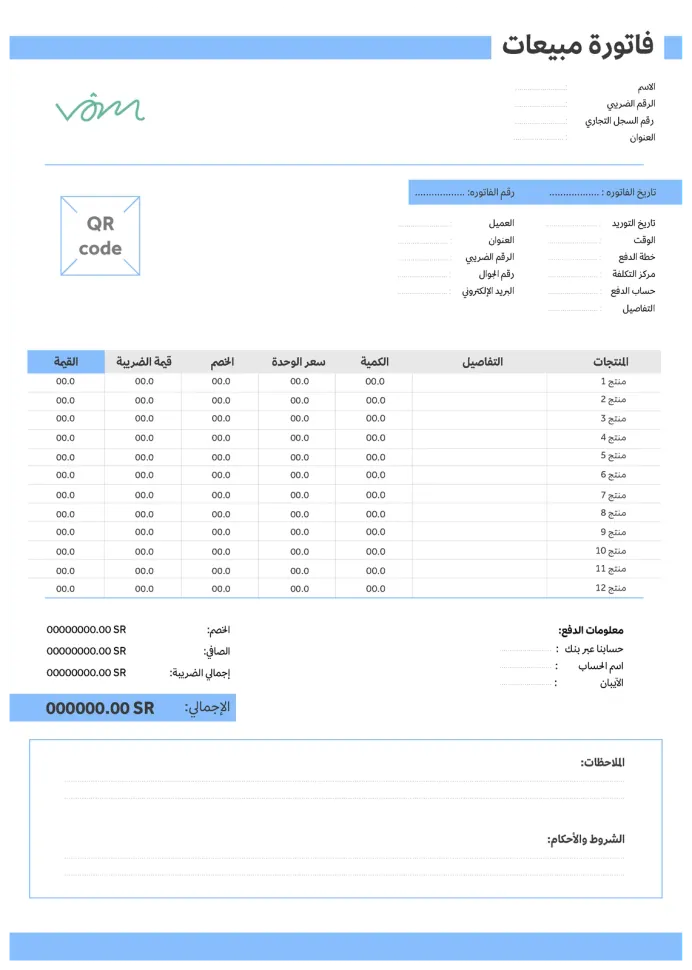 فاتورة مبيعات
الاسم :
الرقم الضريبي :
رقم السجل التجاري :
العنوان :
تاريخ الفاتوره : .................. رقم الفاتوره: ..................
QR
code
تاريخ التوريد :
الوقت :
خطة الدفع :
مركز التكلفة :
حساب الدفع :
التفاصيل :
العميل :
العنوان :
الرقم الضريبي :
رقم الجوال :
البريد الإلكتروني :
المنتجات التفاصيل الكمية سعر الوحدة الخصم قيمة الضريبة القيمة
منتج 1 00.0 00.0 00.0 00.0 00.0
منتج 2 00.0 00.0 00.0 00.0 00.0
منتج 3 00.0 00.0 00.0 00.0 00.0
منتج 4 00.0 00.0 00.0 00.0 00.0
منتج 5 00.0 00.0 00.0 00.0 00.0
منتج 6 00.0 00.0 00.0 00.0 00.0
منتج 7 00.0 00.0 00.0 00.0 00.0
منتج 8 00.0 00.0 00.0 00.0 00.0
منتج 9 00.0 00.0 00.0 00.0 00.0
منتج 10 00.0 00.0 00.0 00.0 00.0
منتج 11 00.0 00.0 00.0 00.0 00.0
منتج 12 00.0 00.0 00.0 00.0 00.0
معلومات الدفع:
حسابنا عبر بنك :
اسم الحساب :
الآيبان :
الخصم: 00000000.00 SR
الصافي: 00000000.00 SR
إجمالي الضريبة: 00000000.00 SR
الإجمالي: 000000.00 SR
الملاحظات:
الشروط والأحكام: